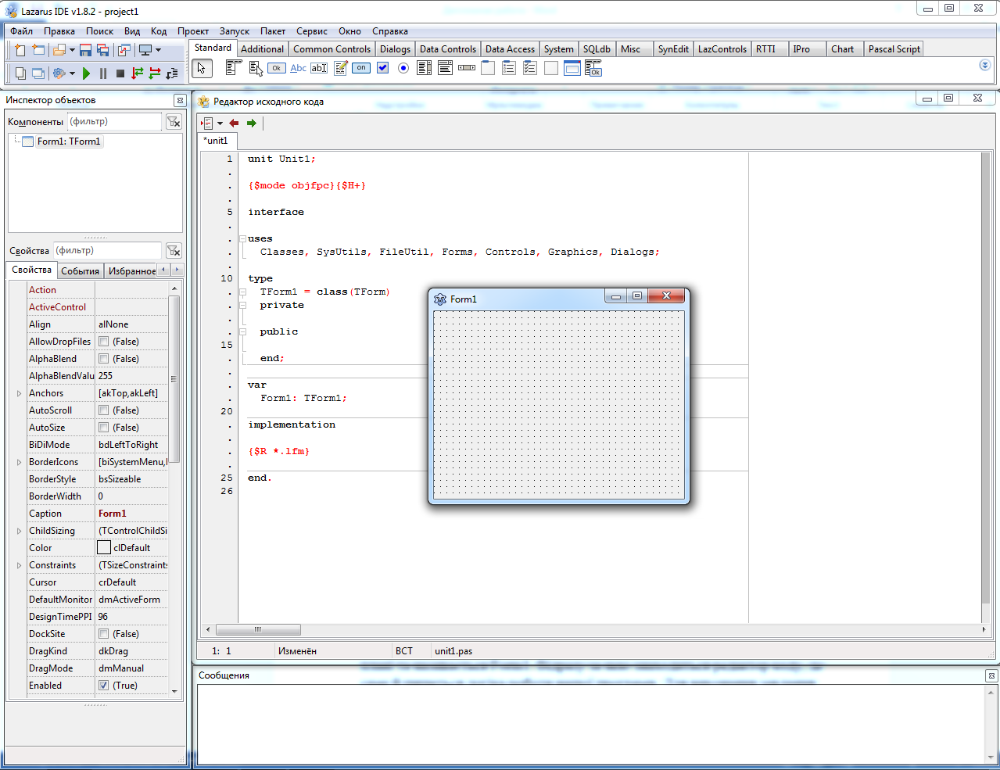 Lazarus IDE v1.8.2 - project1
Файл Правка Поиск Вид Код Проект Запуск Пакет Сервис Окно Справка
Standard Additional Common Controls Dialogs Data Controls Data Access System SQLdb Misc SynEdit LazControls RTTI IPro Chart Pascal Script
Ok Abc abI on Ok
Инспектор объектов
Компоненты (фильтр)
Form1: TForm1
Свойства (фильтр)
Свойства События Избранное
Action
ActiveControl
Align alNone
AllowDropFiles (False)
AlphaBlend (False)
AlphaBlendValu 255
Anchors [akTop,akLeft]
AutoScroll (False)
AutoSize (False)
BiDiMode bdLeftToRight
BorderIcons [biSystemMenu,
BorderStyle bsSizeable
BorderWidth 0
Caption Form1
ChildSizing (TControlChildSi
Color clDefault
Constraints (TSizeConstraints
Cursor crDefault
DefaultMonitor dmActiveForm
DesignTimePPI 96
DockSite (False)
DragKind dkDrag
DragMode dmManual
Enabled (True)
Редактор исходного кода
*unit1
1 unit Unit1;
.
. {$mode objfpc}{$H+}
.
5 interface
.
. uses
. Classes, SysUtils, FileUtil, Forms, Controls, Graphics, Dialogs;
.
10 type
. TForm1 = class(TForm)
. private
.
. public
15
. end;
.
. var
. Form1: TForm1;
20
. implementation
.
. {$R *.lfm}
.
25 end.
26
Form1
1: 1 Изменён ВСТ unit1.pas
Сообщения